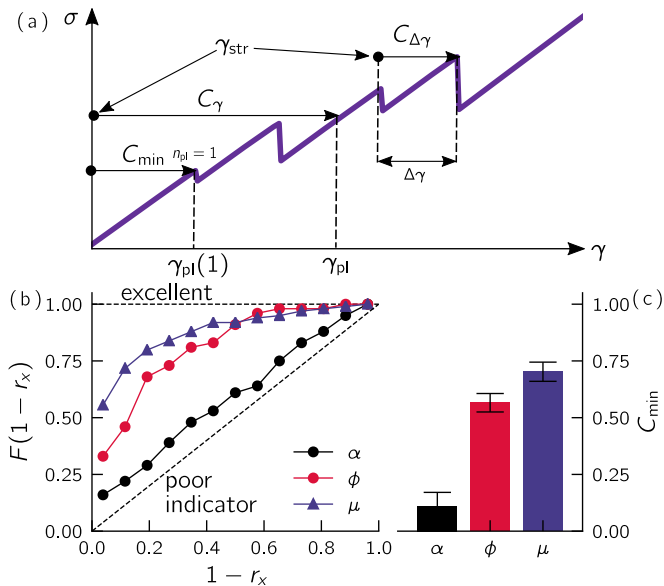 (a)
σ
γstr
CΔγ
Cγ
Cmin npl = 1
Δγ
γpl(1)
γpl
γ
(b)
excellent
1.00
0.75
0.50
0.25
0.00
F(1 − rx)
poor
indicator
α
ϕ
μ
0.0 0.2 0.4 0.6 0.8 1.0
1 − rx
(c)
1.00
0.75
0.50
0.25
0.00
Cmin
α ϕ μ